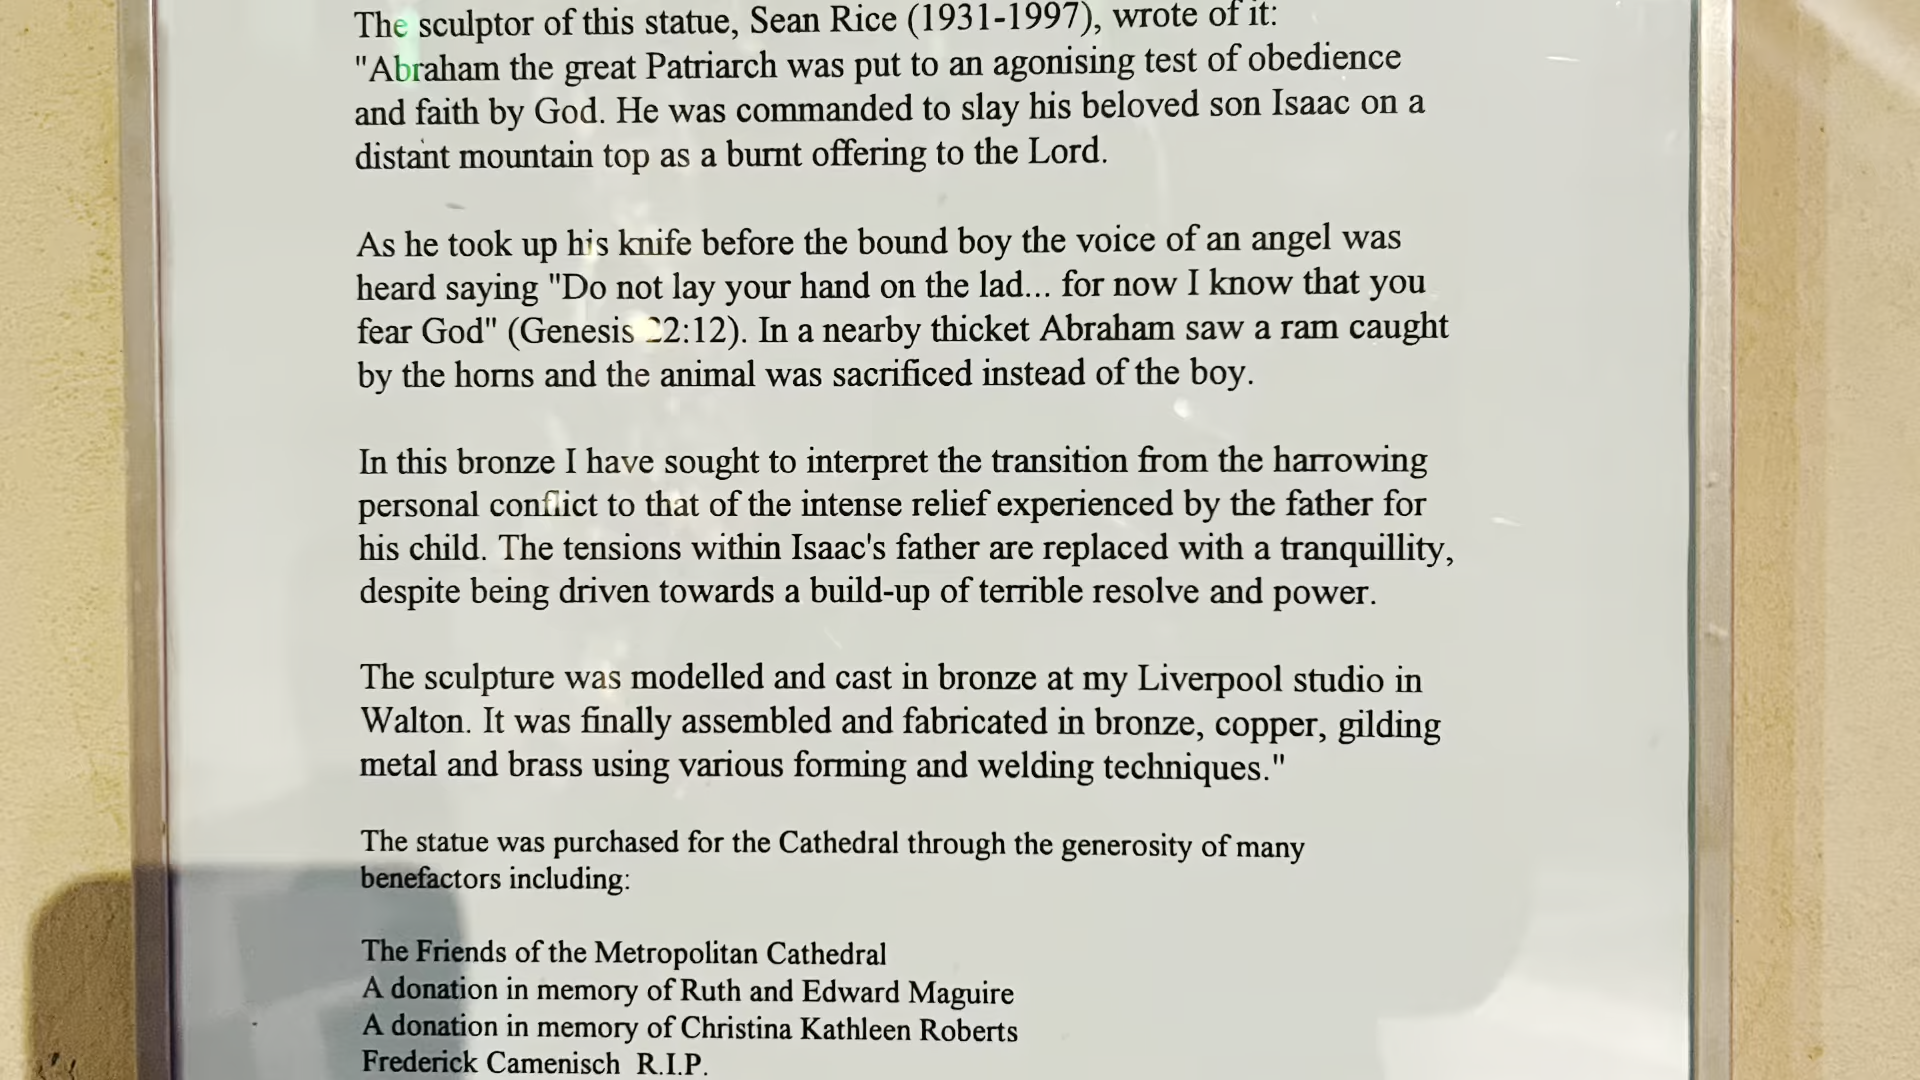 The sculptor of this statue, Sean Rice (1931-1997), wrote of it:
"Abraham the great Patriarch was put to an agonising test of obedience
and faith by God. He was commanded to slay his beloved son Isaac on a
distant mountain top as a burnt offering to the Lord.
As he took up his knife before the bound boy the voice of an angel was
heard saying "Do not lay your hand on the lad... for now I know that you
fear God" (Genesis 22:12). In a nearby thicket Abraham saw a ram caught
by the horns and the animal was sacrificed instead of the boy.
In this bronze I have sought to interpret the transition from the harrowing
personal conflict to that of the intense relief experienced by the father for
his child. The tensions within Isaac's father are replaced with a tranquillity,
despite being driven towards a build-up of terrible resolve and power.
The sculpture was modelled and cast in bronze at my Liverpool studio in
Walton. It was finally assembled and fabricated in bronze, copper, gilding
metal and brass using various forming and welding techniques."
The statue was purchased for the Cathedral through the generosity of many
benefactors including:
The Friends of the Metropolitan Cathedral
A donation in memory of Ruth and Edward Maguire
A donation in memory of Christina Kathleen Roberts
Frederick Camenisch R.I.P.